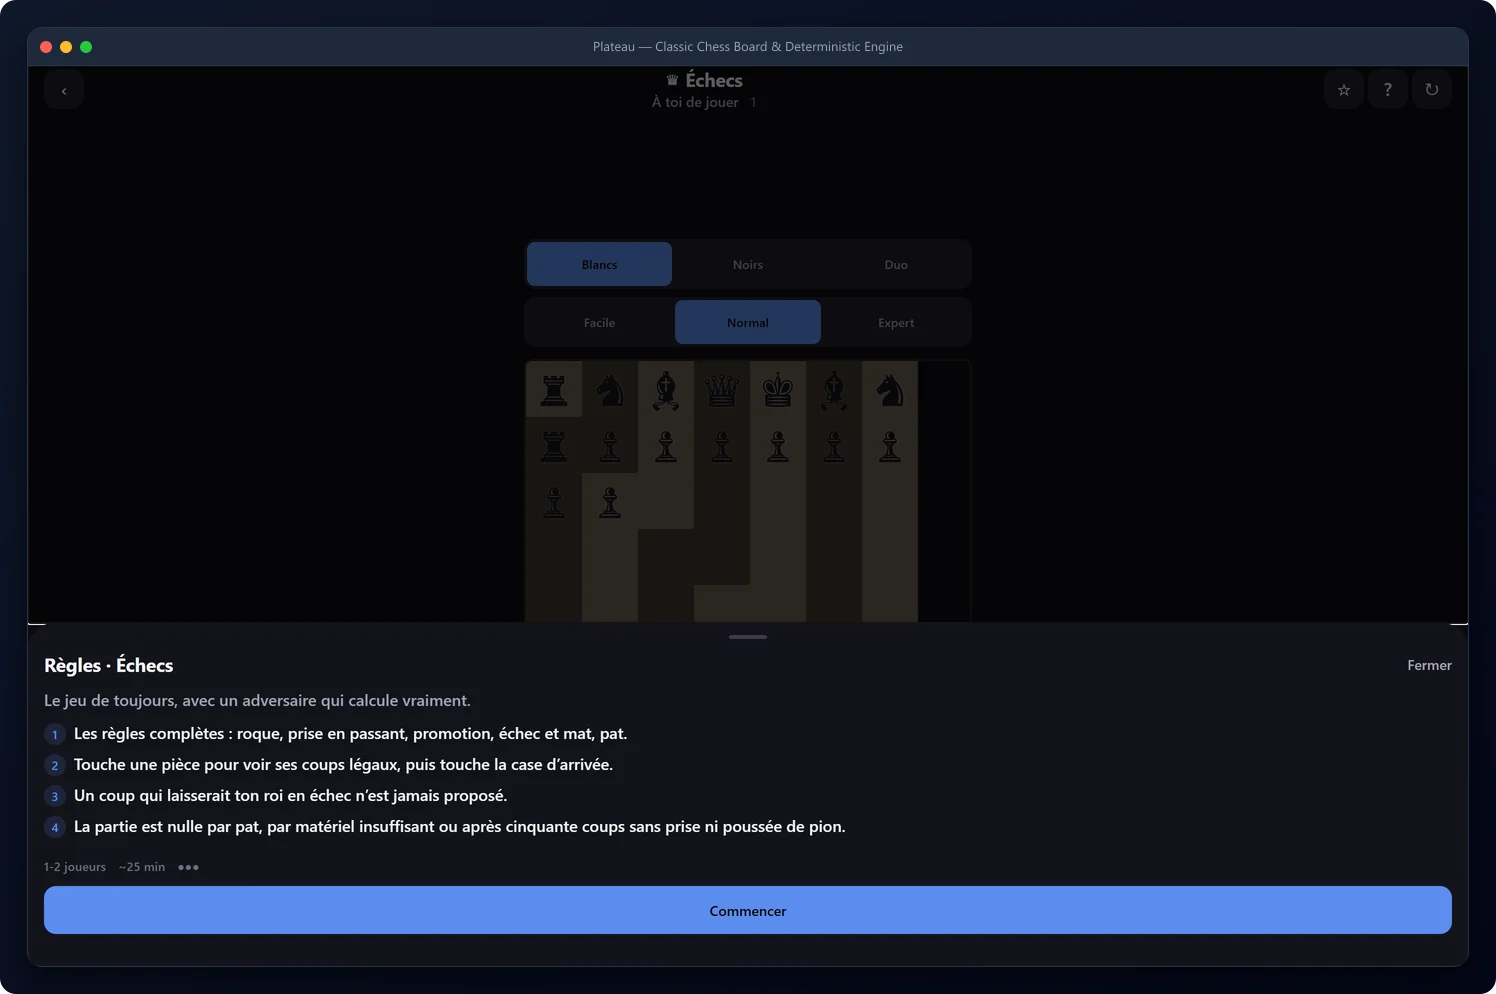 Plateau — Classic Chess Board & Deterministic Engine
♛ Échecs
À toi de jouer 1
?
Blancs Noirs Duo
Facile Normal Expert
Règles · Échecs
Fermer
Le jeu de toujours, avec un adversaire qui calcule vraiment.
1 Les règles complètes : roque, prise en passant, promotion, échec et mat, pat.
2 Touche une pièce pour voir ses coups légaux, puis touche la case d’arrivée.
3 Un coup qui laisserait ton roi en échec n’est jamais proposé.
4 La partie est nulle par pat, par matériel insuffisant ou après cinquante coups sans prise ni poussée de pion.
1-2 joueurs ~25 min •••
Commencer